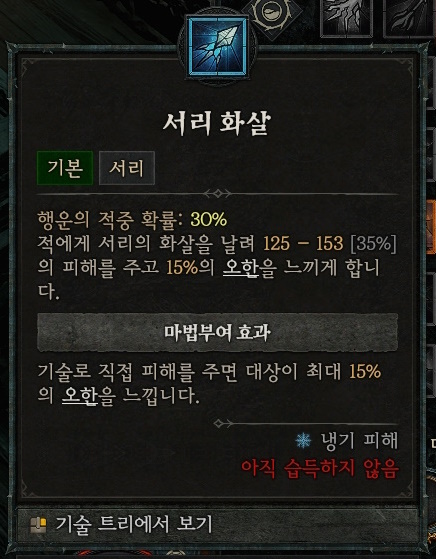 서리 화살
기본 서리
행운의 적중 확률: 30%
적에게 서리의 화살을 날려 125 – 153 [35%]
의 피해를 주고 15%의 오한을 느끼게 합니
다.
마법부여 효과
기술로 직접 피해를 주면 대상이 최대 15%
의 오한을 느낍니다.
냉기 피해
아직 습득하지 않음
기술 트리에서 보기